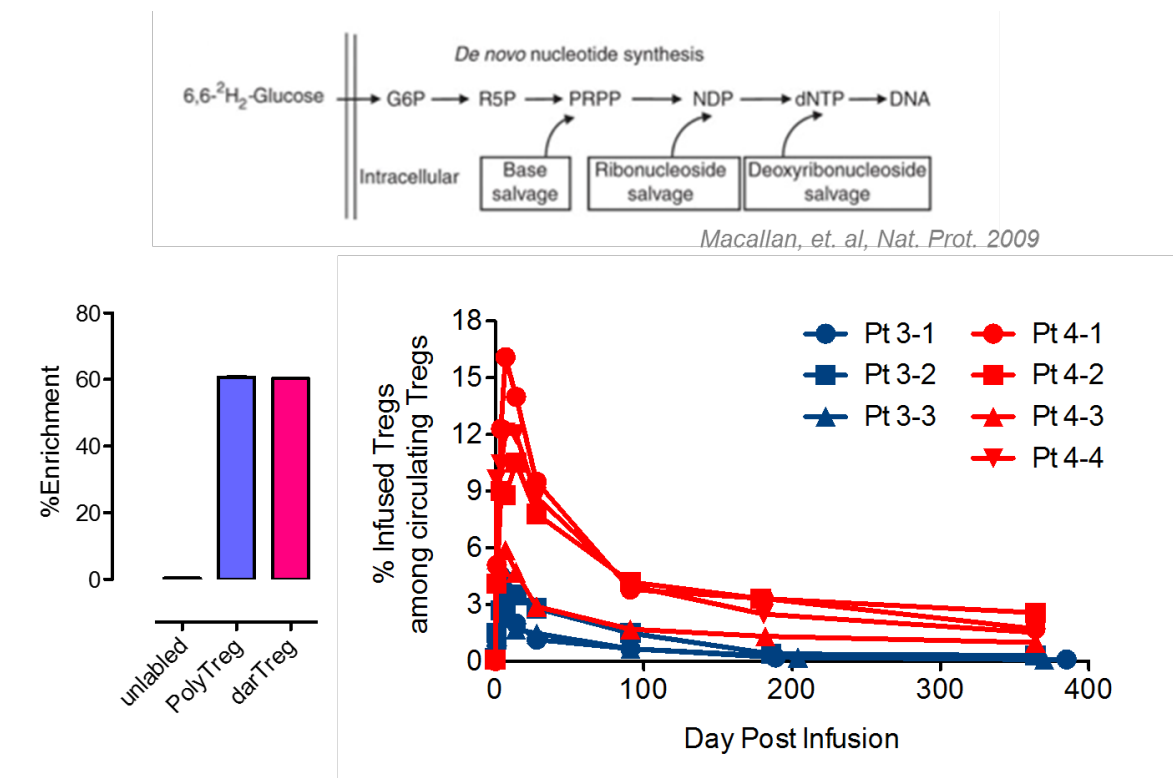 De novo nucleotide synthesis
6,6-²H₂-Glucose G6P R5P PRPP NDP dNTP DNA
Intracellular
Base
salvage
Ribonucleoside
salvage
Deoxyribonucleoside
salvage
Macallan, et. al, Nat. Prot. 2009
%Enrichment
80
60
40
20
0
unlabled
PolyTreg
darTreg
% Infused Tregs
among circulating Tregs
18
15
12
9
6
3
0
0 100 200 300 400
Day Post Infusion
Pt 3-1 Pt 4-1
Pt 3-2 Pt 4-2
Pt 3-3 Pt 4-3
Pt 4-4